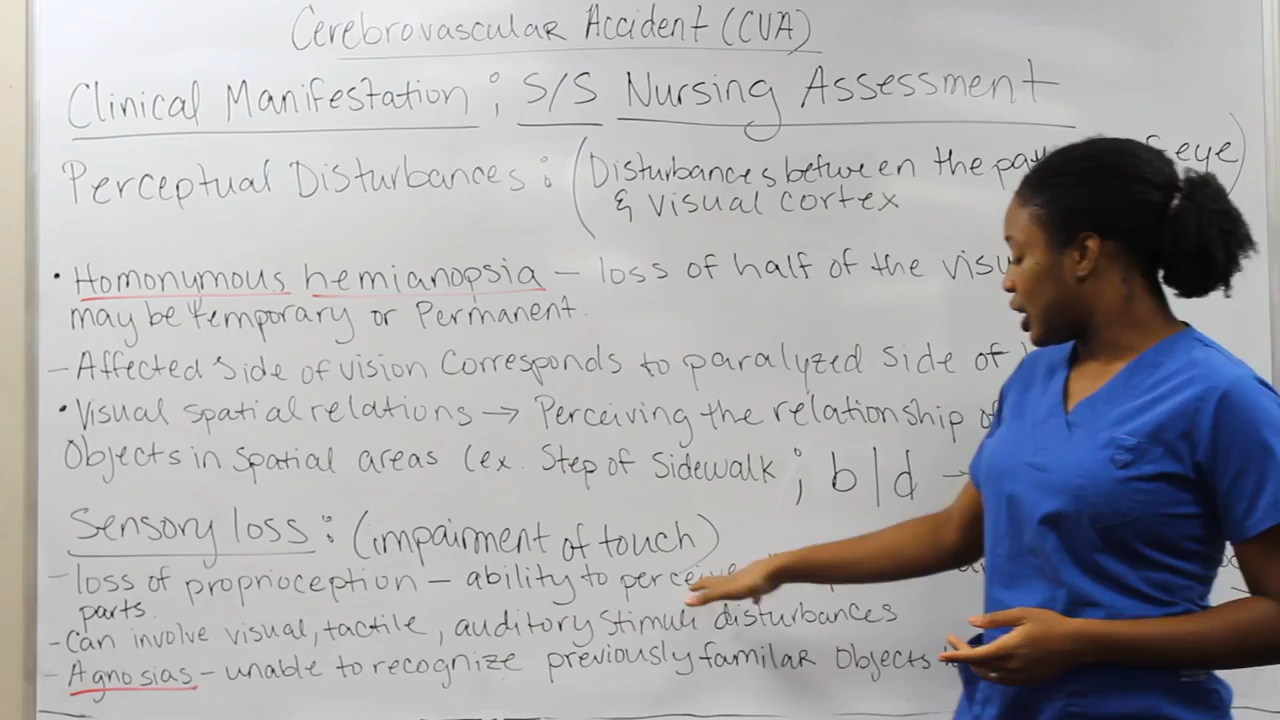 Cerebrovascular Accident (CVA)
Clinical Manifestation ; S/S Nursing Assessment
Perceptual Disturbances : (Disturbances between the eye)
& visual cortex
• Homonymous hemianopsia – loss of half of the
may be temporary or Permanent.
– Affected side of vision Corresponds to paralyzed side of
• Visual spatial relations → Perceiving the relationship of
Objects in spatial areas (ex. Step of Sidewalk ; b/d →
Sensory loss : (impairment of touch)
– loss of proprioception – ability to perceive
parts.
– Can involve visual, tactile, auditory stimuli disturbances
– Agnosias – unable to recognize previously familar Objects